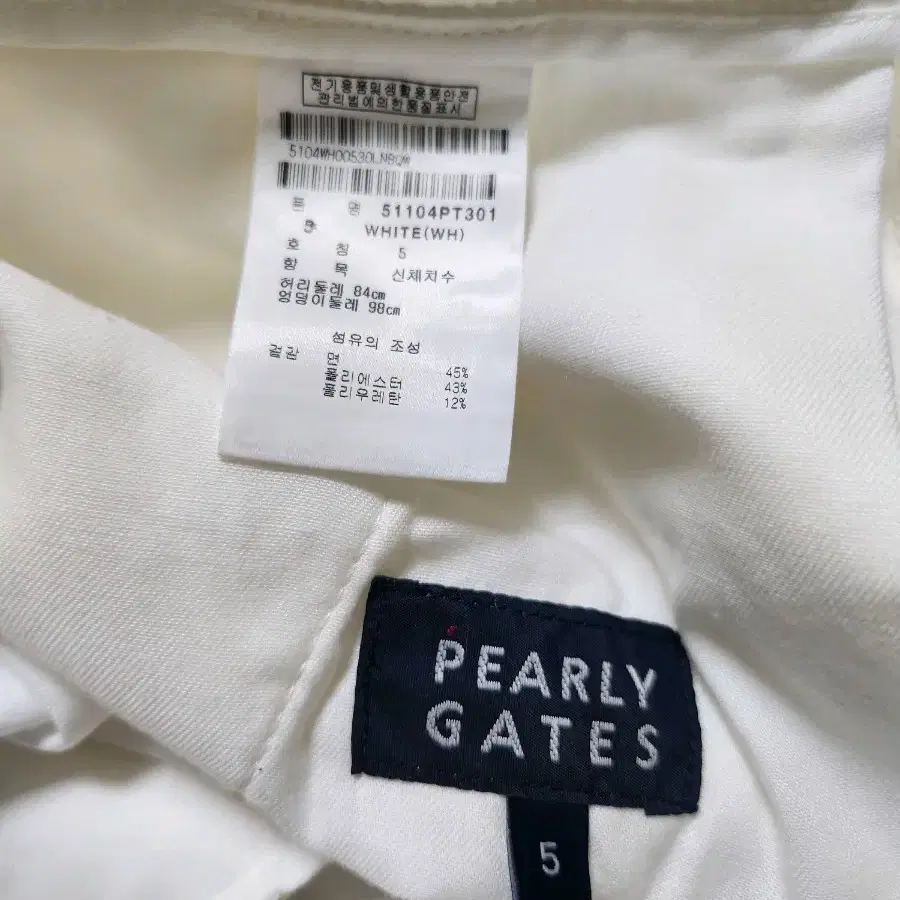 전기용품및생활용품안전
관리법에의한품질표시
5104WH00530LNBQW
품 명 51104PT301
WHITE(WH)
호 칭 5
항 목 신체치수
허리둘레 84cm
엉덩이둘레 98cm
섬유의 조성
겉감 면 45%
폴리에스터 43%
폴리우레탄 12%
PEARLY
GATES
5